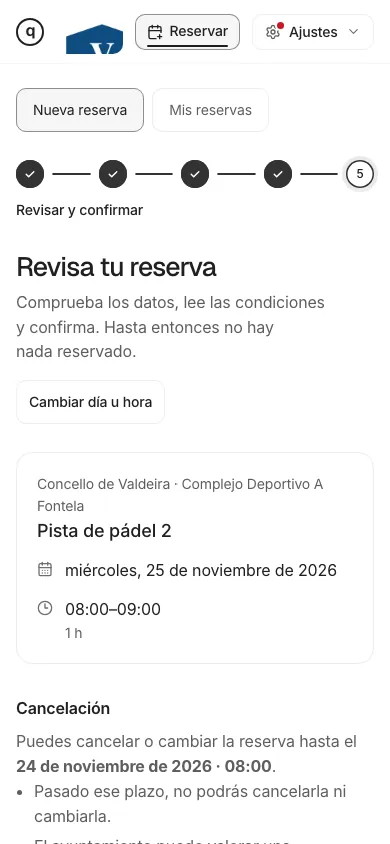 q
Reservar
Ajustes
Nueva reserva
Mis reservas
5
Revisar y confirmar
Revisa tu reserva
Comprueba los datos, lee las condiciones
y confirma. Hasta entonces no hay
nada reservado.
Cambiar día u hora
Concello de Valdeira · Complejo Deportivo A
Fontela
Pista de pádel 2
miércoles, 25 de noviembre de 2026
08:00–09:00
1 h
Cancelación
Puedes cancelar o cambiar la reserva hasta el
24 de noviembre de 2026 · 08:00.
• Pasado ese plazo, no podrás cancelarla ni
cambiarla.